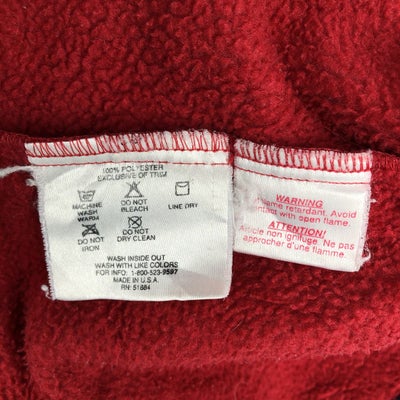 100% POLYESTER
EXCLUSIVE OF TRIM
MACHINE WASH WARM
DO NOT BLEACH
LINE DRY
DO NOT IRON
DO NOT DRY CLEAN
WASH INSIDE OUT
WASH WITH LIKE COLORS
FOR INFO: 1-800-523-9597
MADE IN U.S.A.
RN: 51884
WARNING
flame retardant. Avoid
contact with open flame.
ATTENTION!
Article non ignifuge. Ne pas
approcher d'une flamme.